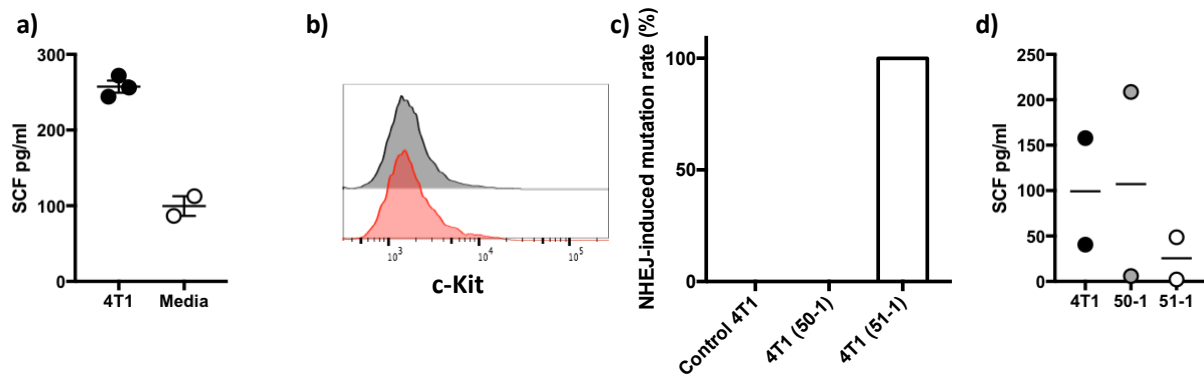 a)
SCF pg/ml
300
200
100
0
4T1 Media
b)
10³ 10⁴ 10⁵
c-Kit
c)
NHEJ-induced mutation rate (%)
100
50
0
Control 4T1
4T1 (50-1)
4T1 (51-1)
d)
SCF pg/ml
250
200
150
100
50
0
4T1 50-1 51-1